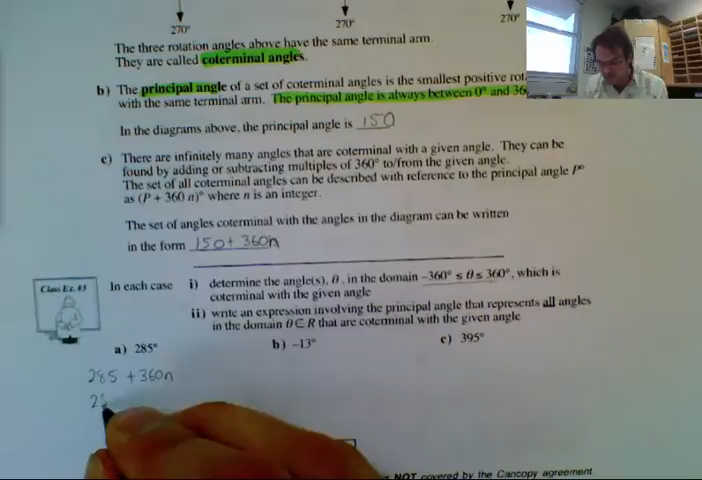 270° 270° 270°
The three rotation angles above have the same terminal arm.
They are called coterminal angles.
b) The principal angle of a set of coterminal angles is the smallest positive rot
with the same terminal arm. The principal angle is always between 0° and 36
In the diagrams above, the principal angle is 150
c) There are infinitely many angles that are coterminal with a given angle. They can be
found by adding or subtracting multiples of 360° to/from the given angle.
The set of all coterminal angles can be described with reference to the principal angle P°
as (P + 360 n)° where n is an integer.
The set of angles coterminal with the angles in the diagram can be written
in the form 150 + 360n
Class Ex. #3
In each case i) determine the angle(s), θ, in the domain -360° ≤ θ ≤ 360°, which is
coterminal with the given angle
ii) write an expression involving the principal angle that represents all angles
in the domain θ ∈ R that are coterminal with the given angle
a) 285° b) -13° c) 395°
285 + 360n
28
NOT covered by the Cancopy agreement